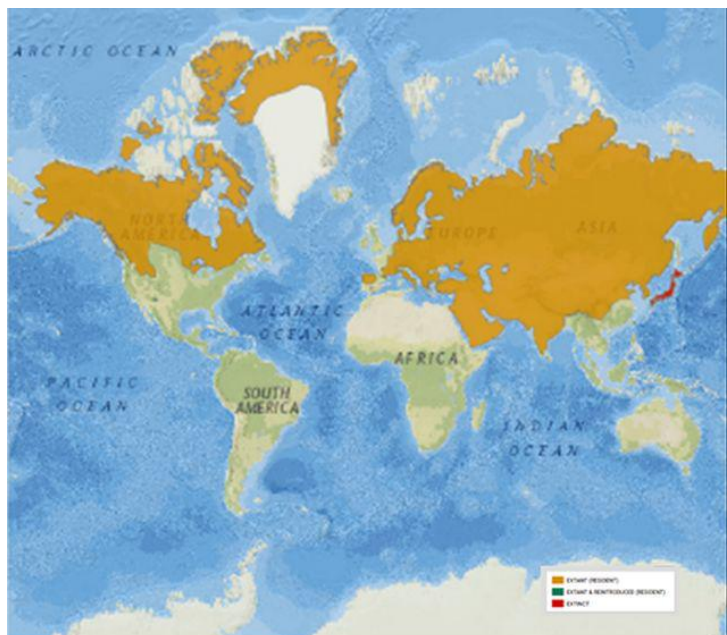 ARCTIC OCEAN
NORTH
AMERICA
EUROPE
ASIA
ATLANTIC
OCEAN
AFRICA
PACIFIC
OCEAN
SOUTH
AMERICA
INDIAN
OCEAN
EXTANT (RESIDENT)
EXTANT & REINTRODUCED (RESIDENT)
EXTINCT